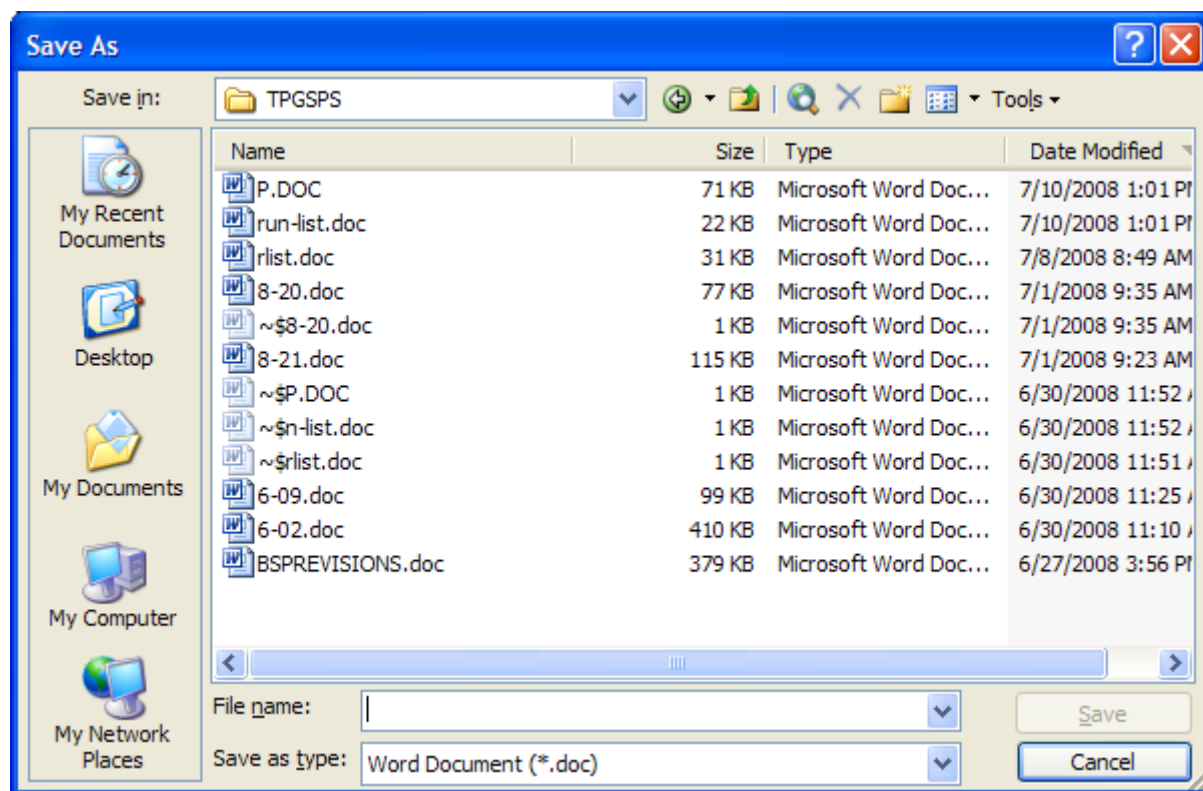 Save As
Save in: TPGSPS Tools
Name Size Type Date Modified
P.DOC 71 KB Microsoft Word Doc... 7/10/2008 1:01 PM
run-list.doc 22 KB Microsoft Word Doc... 7/10/2008 1:01 PM
rlist.doc 31 KB Microsoft Word Doc... 7/8/2008 8:49 AM
8-20.doc 77 KB Microsoft Word Doc... 7/1/2008 9:35 AM
~$8-20.doc 1 KB Microsoft Word Doc... 7/1/2008 9:35 AM
8-21.doc 115 KB Microsoft Word Doc... 7/1/2008 9:23 AM
~$P.DOC 1 KB Microsoft Word Doc... 6/30/2008 11:52
~$n-list.doc 1 KB Microsoft Word Doc... 6/30/2008 11:52
~$rlist.doc 1 KB Microsoft Word Doc... 6/30/2008 11:51
6-09.doc 99 KB Microsoft Word Doc... 6/30/2008 11:25
6-02.doc 410 KB Microsoft Word Doc... 6/30/2008 11:10
BSPREVISIONS.doc 379 KB Microsoft Word Doc... 6/27/2008 3:56 PM
My Recent
Documents
Desktop
My Documents
My Computer
My Network
Places
File name: Save
Save as type: Word Document (*.doc) Cancel